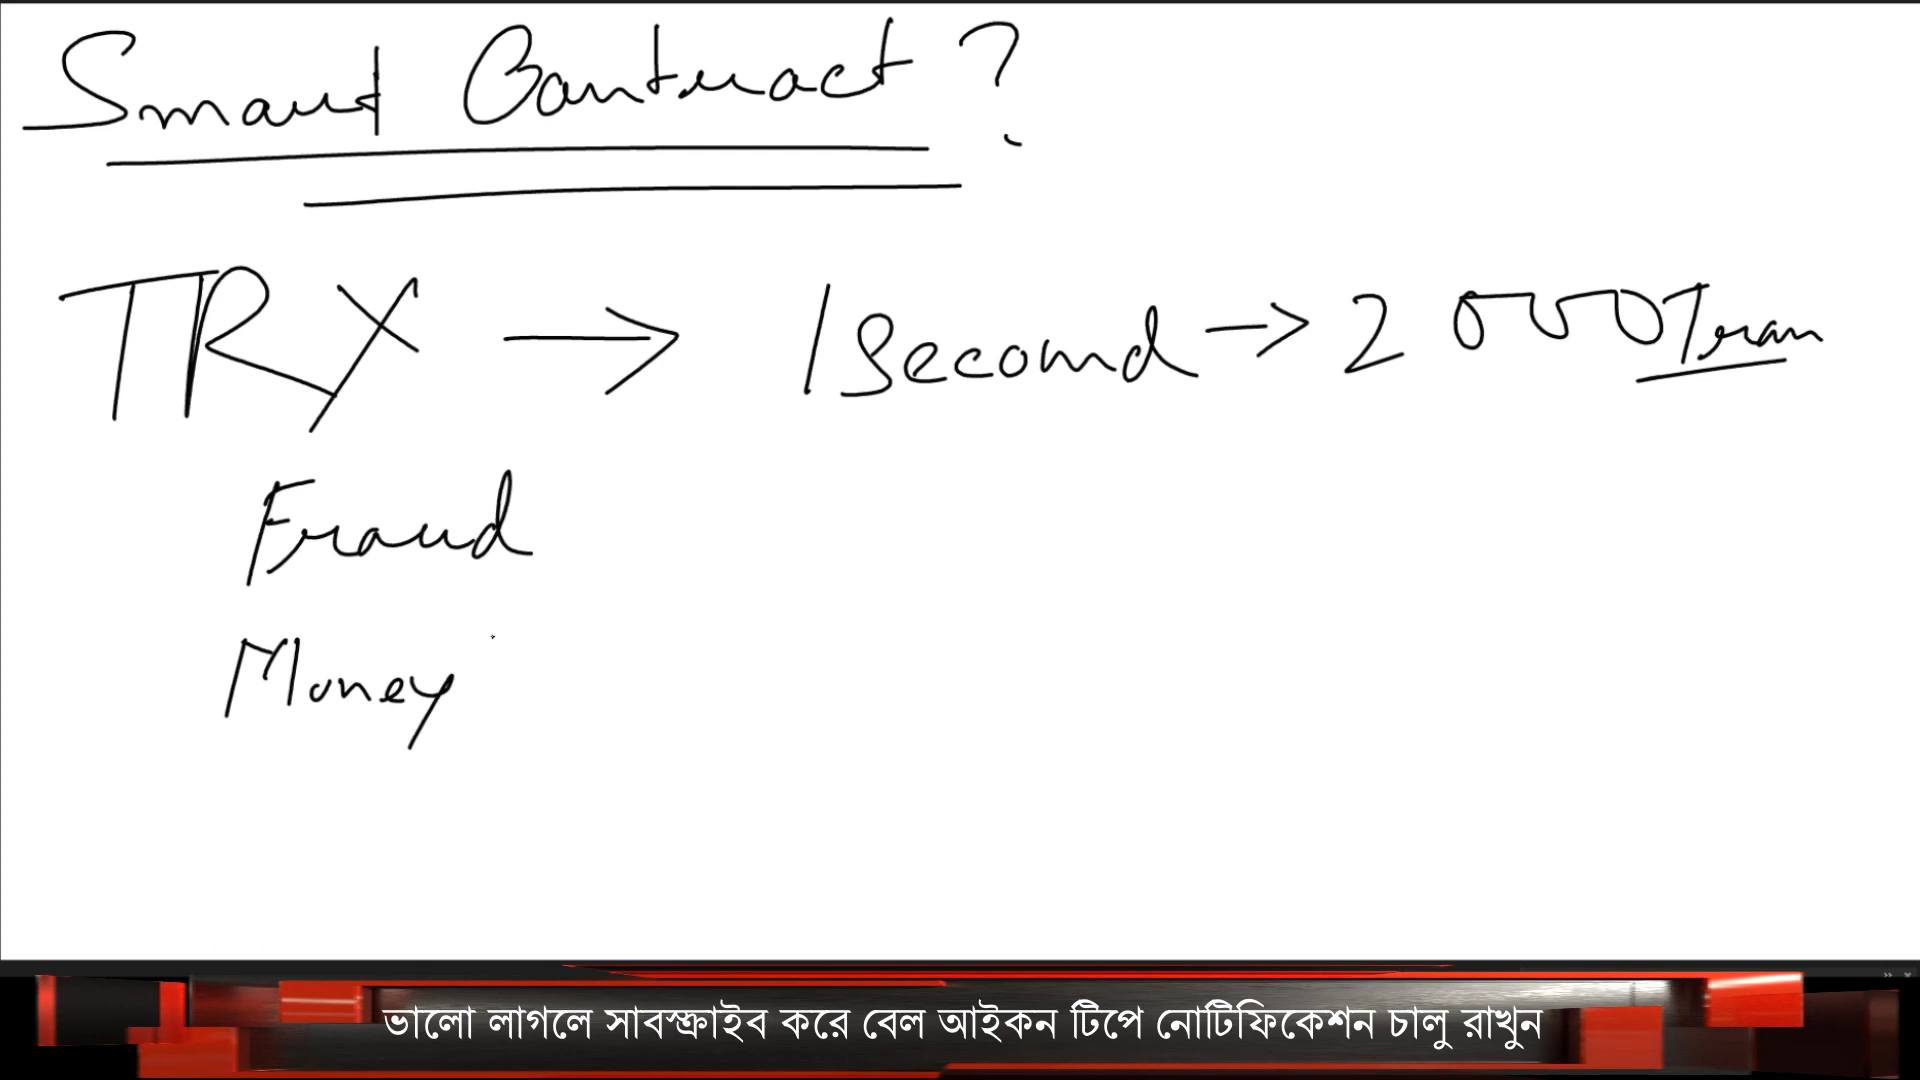 Smart Contract ?
TRX → 1 Second → 2000 Tran
Fraud
Money
ভালো লাগলে সাবস্ক্রাইব করে বেল আইকন টিপে নোটিফিকেশন চালু রাখুন